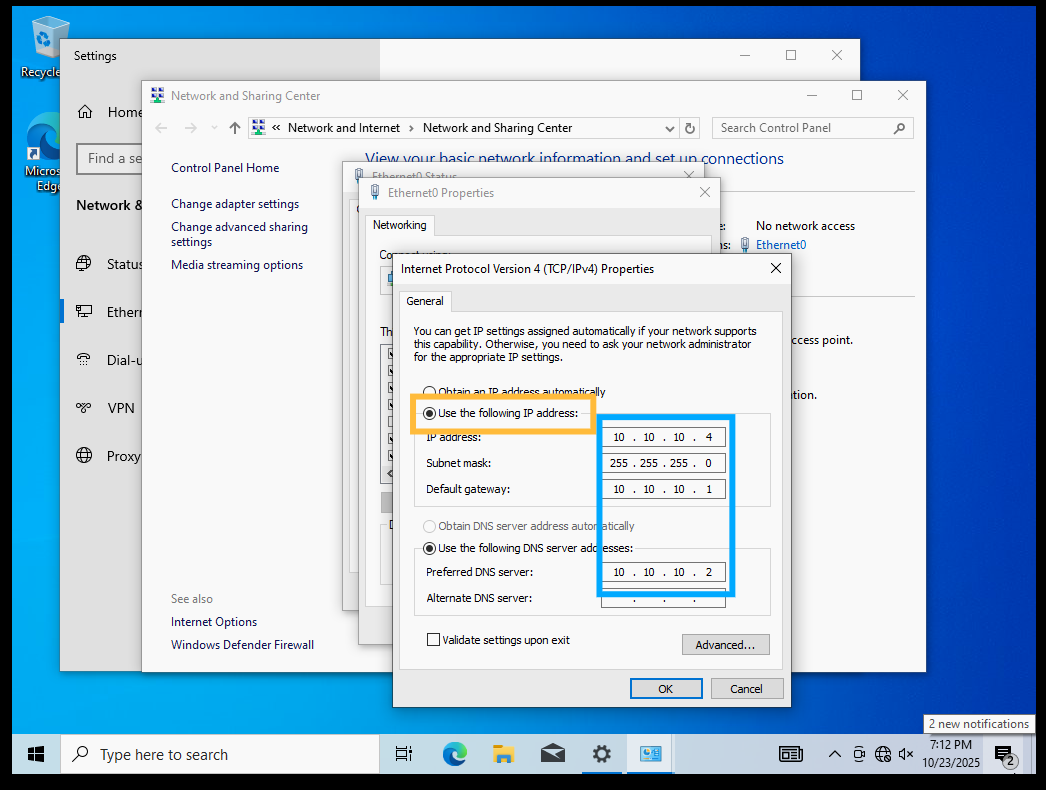 Recycle
Micros
Edge
Settings
Home
Find a se
Network &
Status
Ethern
Dial-u
VPN
Proxy
Network and Sharing Center
« Network and Internet > Network and Sharing Center
Search Control Panel
Control Panel Home
Change adapter settings
Change advanced sharing
settings
Media streaming options
See also
Internet Options
Windows Defender Firewall
View your basic network information and set up connections
No network access
Ethernet0
ccess point.
Ethernet0 Status
Ethernet0 Properties
Networking
Connect using:
Th
Internet Protocol Version 4 (TCP/IPv4) Properties
General
You can get IP settings assigned automatically if your network supports
this capability. Otherwise, you need to ask your network administrator
for the appropriate IP settings.
Obtain an IP address automatically
Use the following IP address:
IP address: 10 . 10 . 10 . 4
Subnet mask: 255 . 255 . 255 . 0
Default gateway: 10 . 10 . 10 . 1
Obtain DNS server address automatically
Use the following DNS server addresses:
Preferred DNS server: 10 . 10 . 10 . 2
Alternate DNS server: . . .
Validate settings upon exit
Advanced...
OK Cancel
2 new notifications
Type here to search
7:12 PM
10/23/2025
2